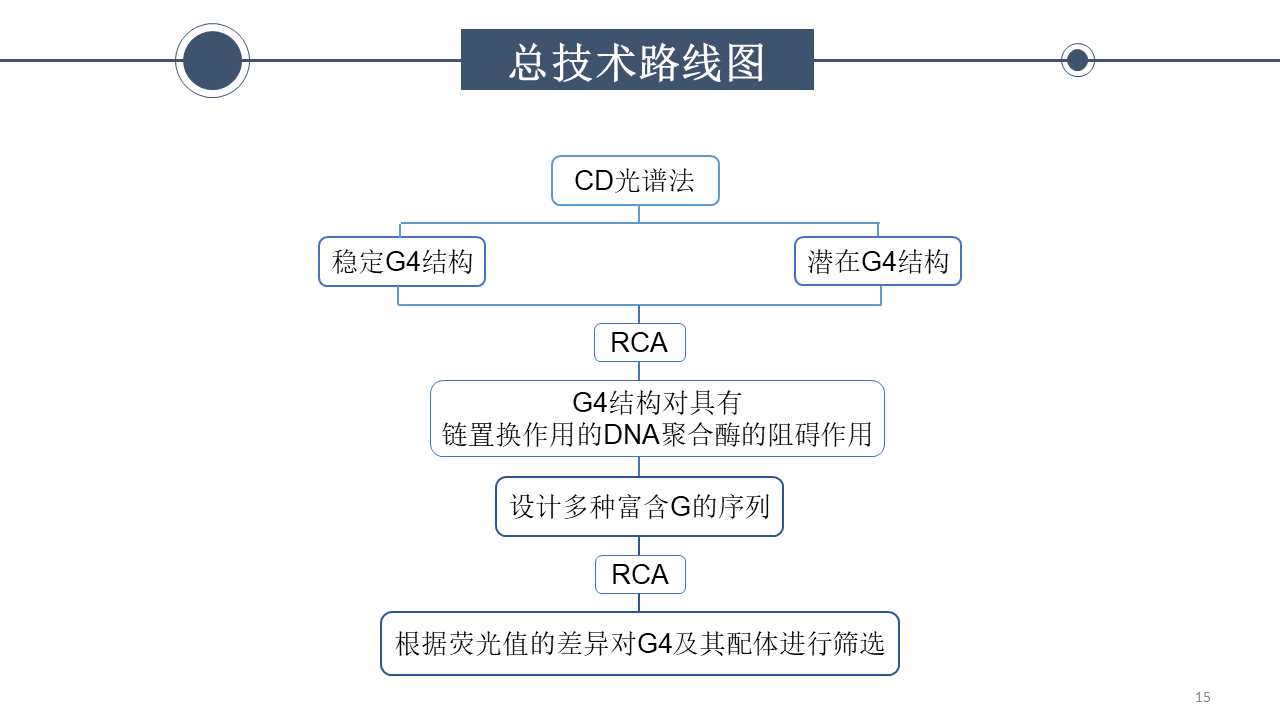 总技术路线图
CD光谱法
稳定G4结构
潜在G4结构
RCA
G4结构对具有
链置换作用的DNA聚合酶的阻碍作用
设计多种富含G的序列
RCA
根据荧光值的差异对G4及其配体进行筛选
15